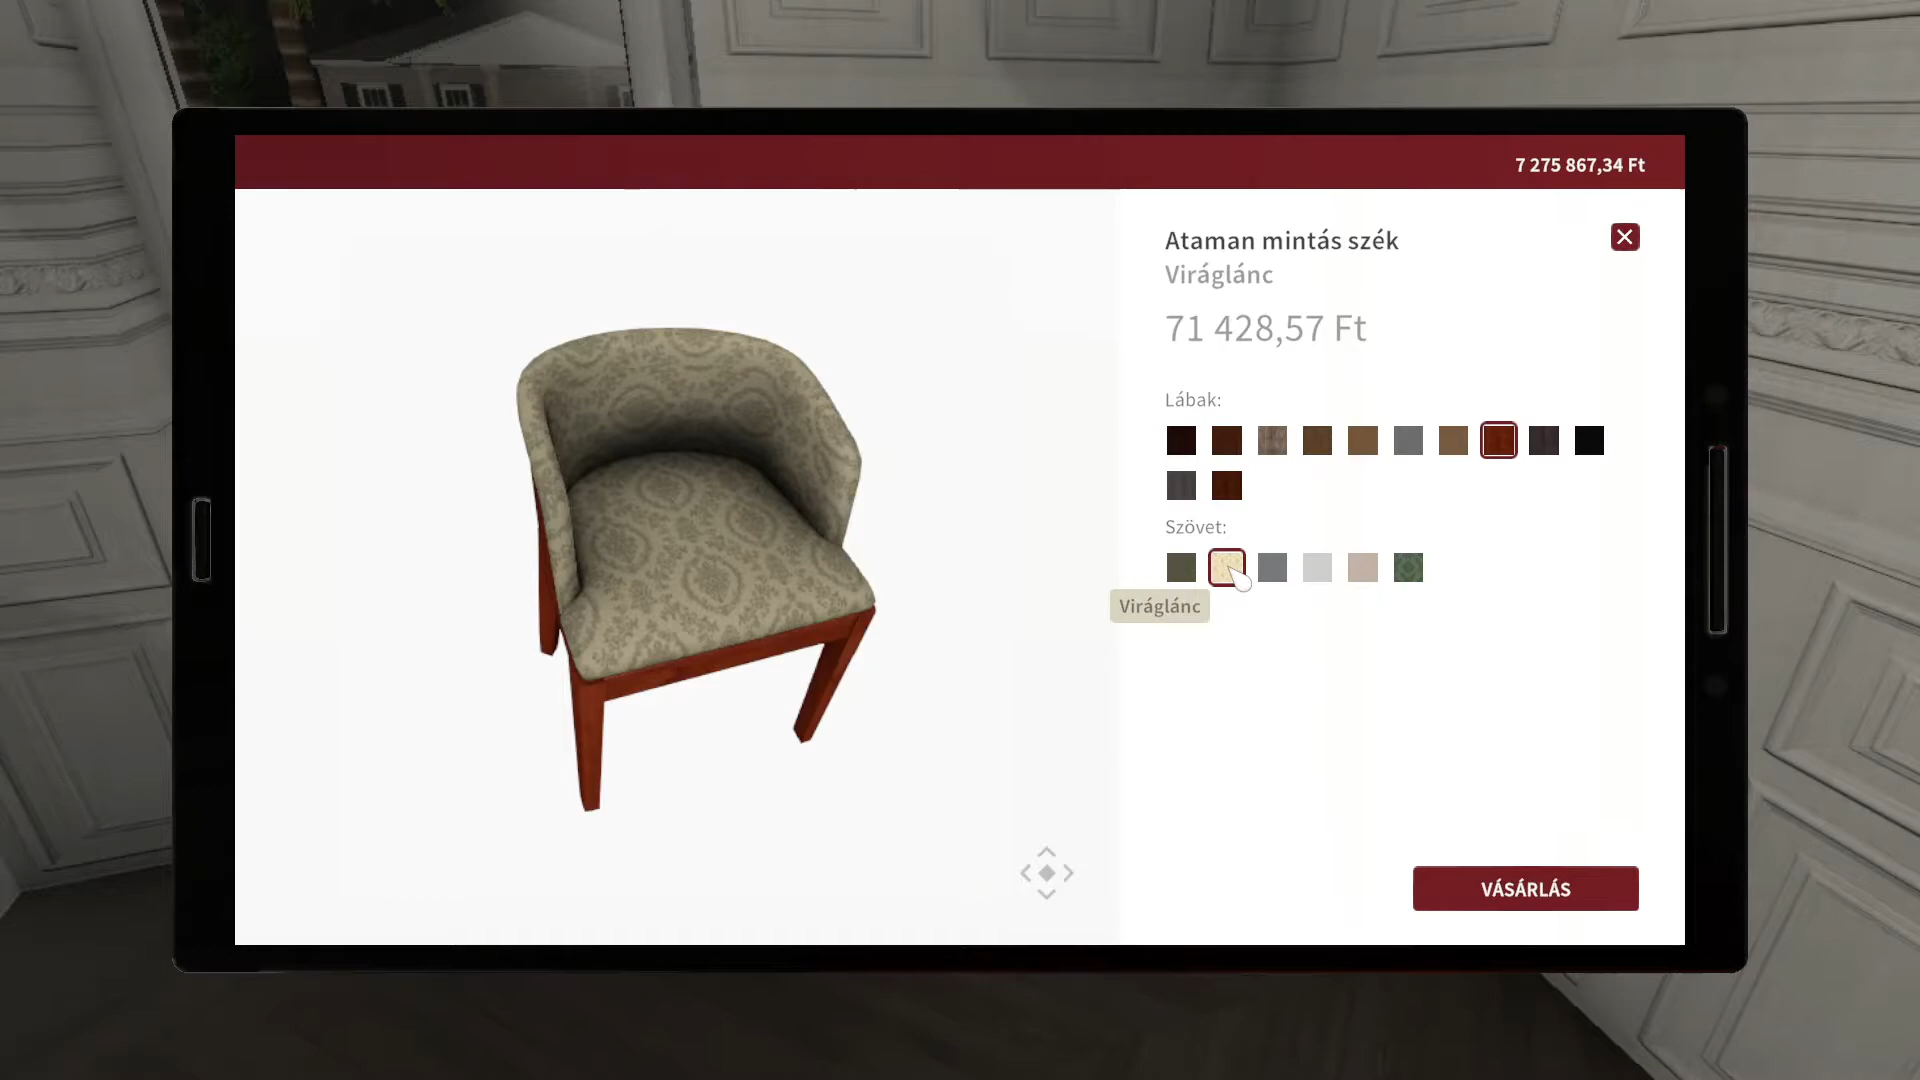 7 275 867,34 Ft
Ataman mintás szék
Viráglánc
71 428,57 Ft
Lábak:
Szövet:
Viráglánc
VÁSÁRLÁS